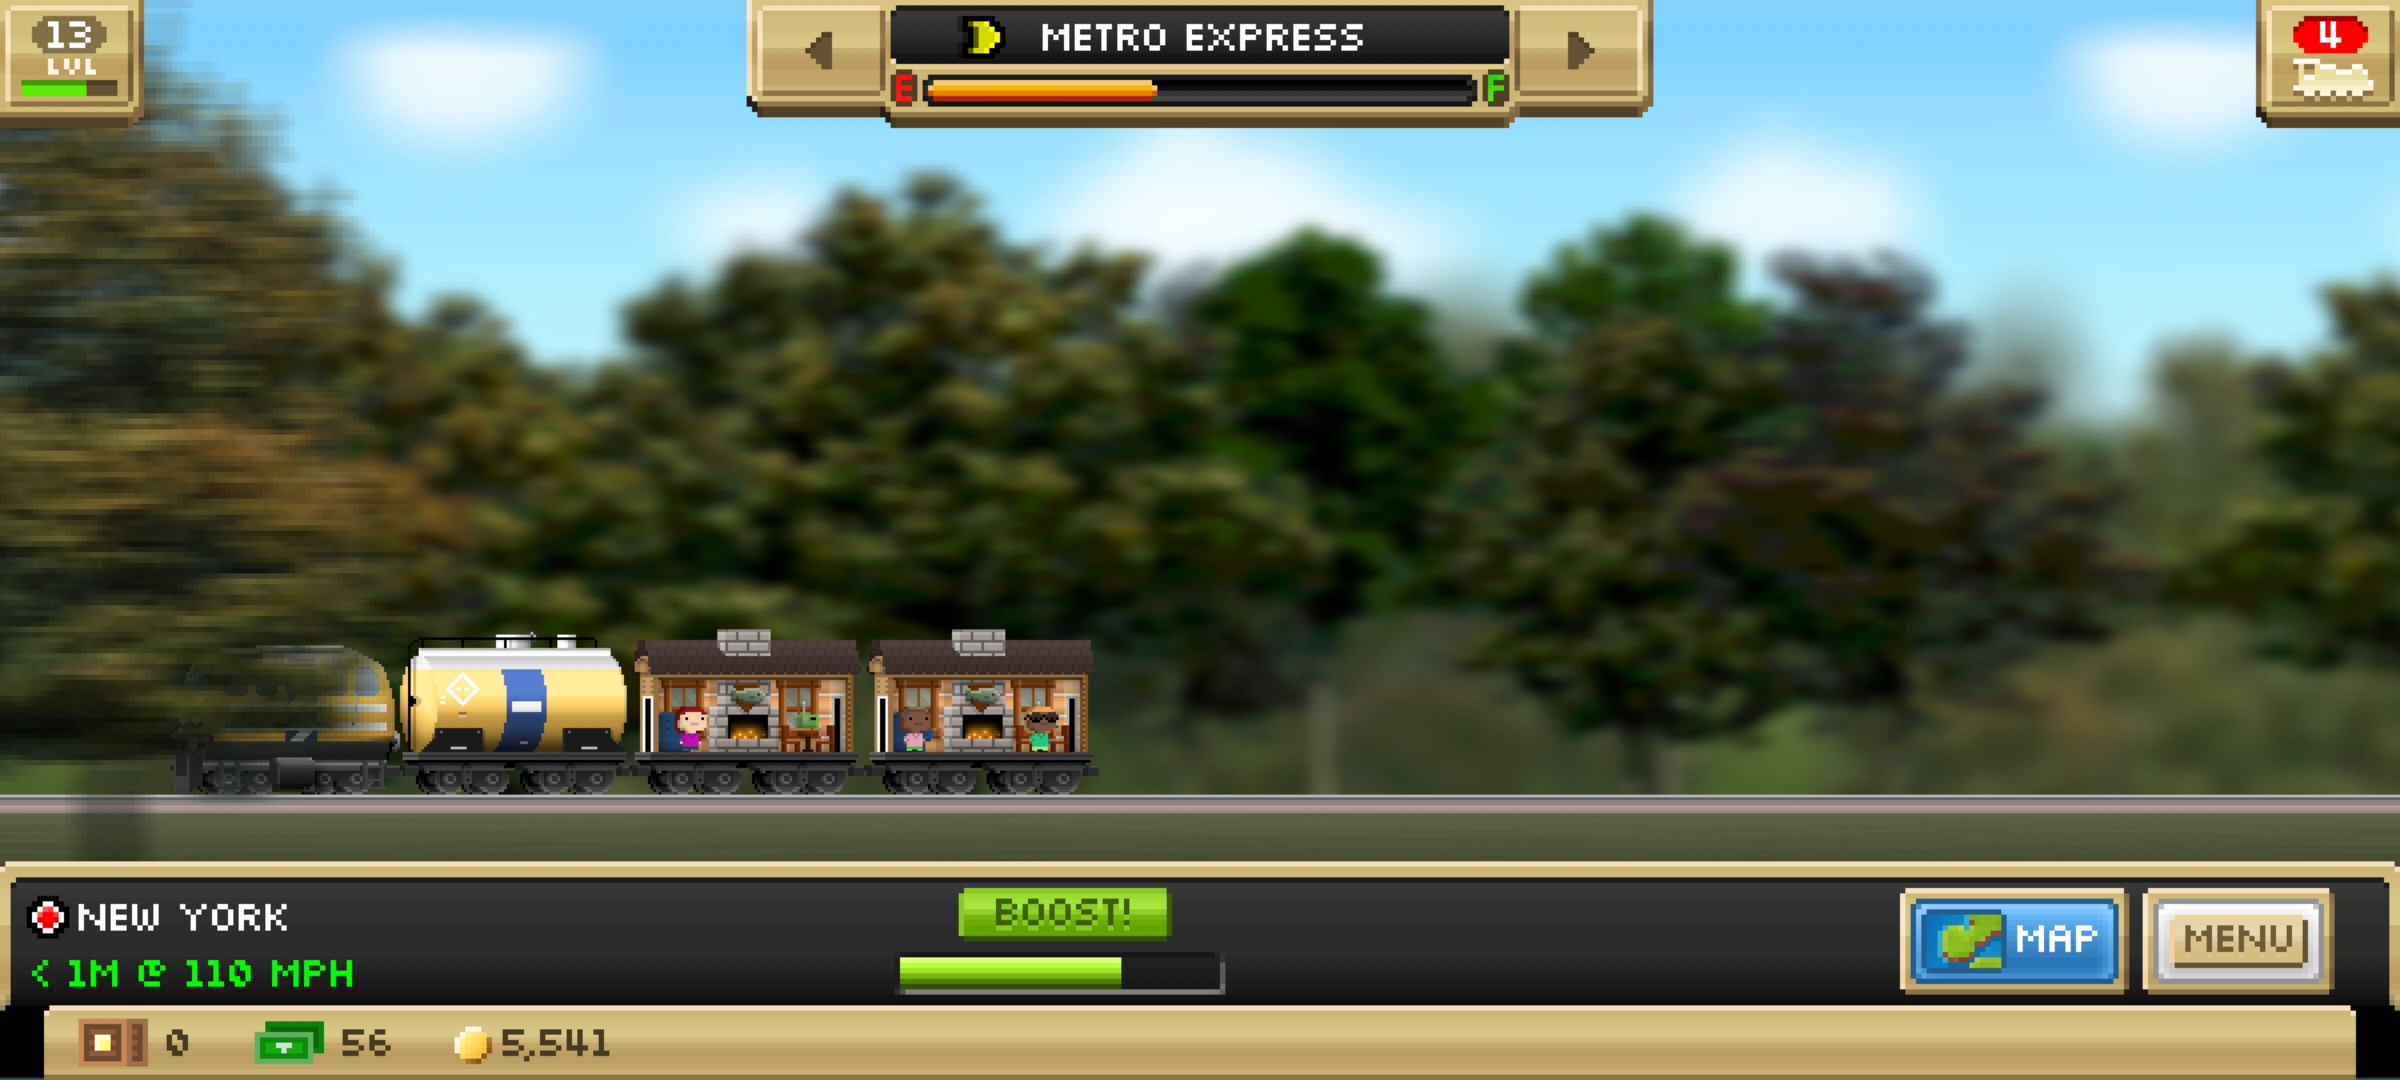 13
LVL
METRO EXPRESS
E F
4
NEW YORK
< 1M @ 110 MPH
BOOST!
MAP
MENU
0 56 5,541